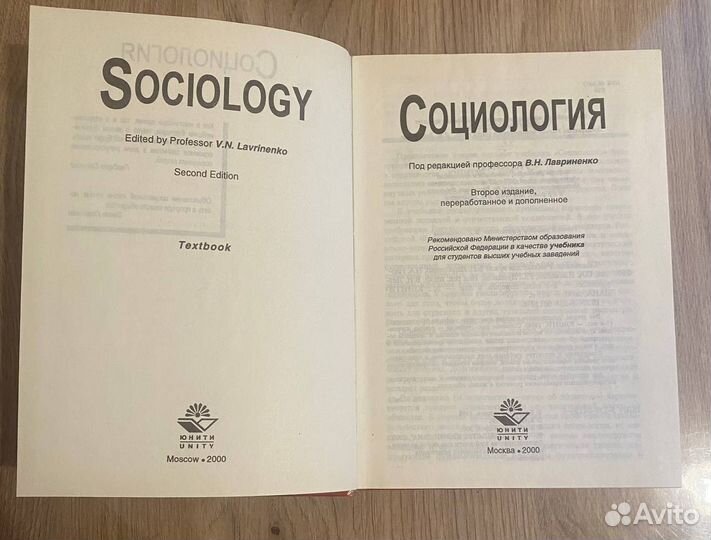 SOCIOLOGY
Edited by Professor V.N. Lavrinenko
Second Edition
Textbook
ЮНИТИ
UNITY
Moscow • 2000
СОЦИОЛОГИЯ
Под редакцией профессора В.Н. Лавриненко
Второе издание,
переработанное и дополненное
Рекомендовано Министерством образования
Российской Федерации в качестве учебника
для студентов высших учебных заведений
ЮНИТИ
UNITY
Москва • 2000
Avito